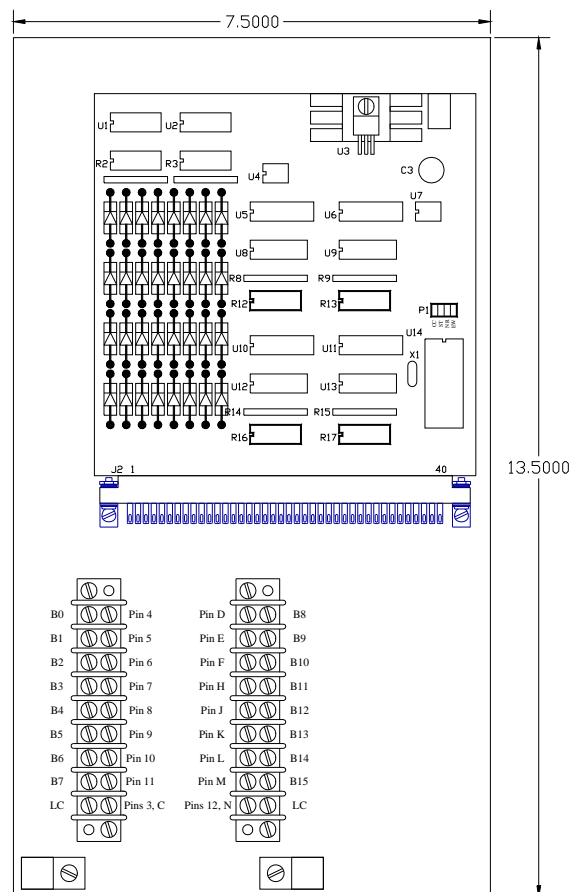 7.5000
U1 U2
R2 R3
U3
U4
C3
U7
U5 U6
U8 U9
R8 R9
R12 R13
P1
CC ST NB BW
U14
U10 U11
X1
U12 U13
R14 R15
R16 R17
J2 1 40
13.5000
B0 Pin 4 Pin D B8
B1 Pin 5 Pin E B9
B2 Pin 6 Pin F B10
B3 Pin 7 Pin H B11
B4 Pin 8 Pin J B12
B5 Pin 9 Pin K B13
B6 Pin 10 Pin L B14
B7 Pin 11 Pin M B15
LC Pins 3, C Pins 12, N LC